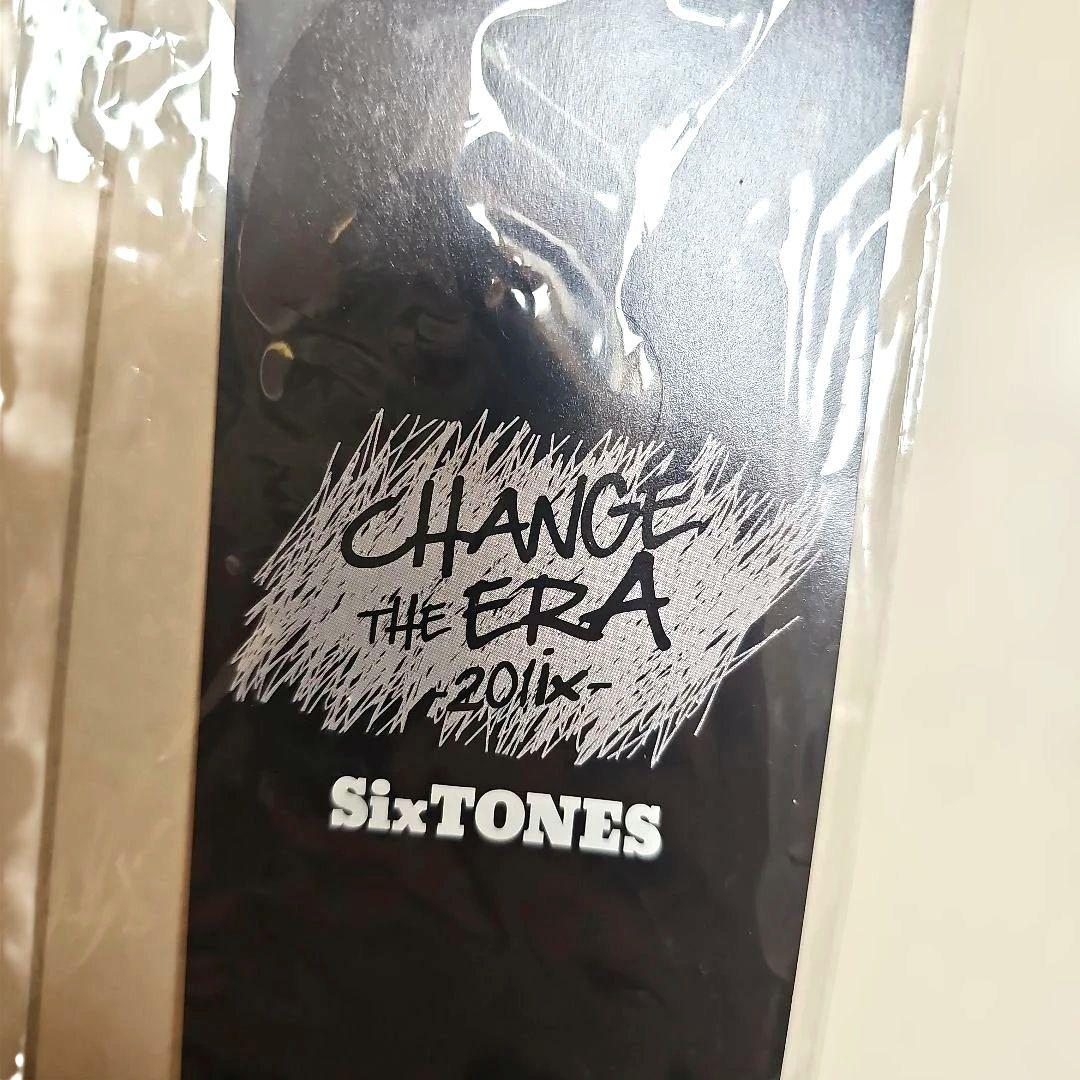 CHANGE
THE ERA
-201ix-
SixTONES